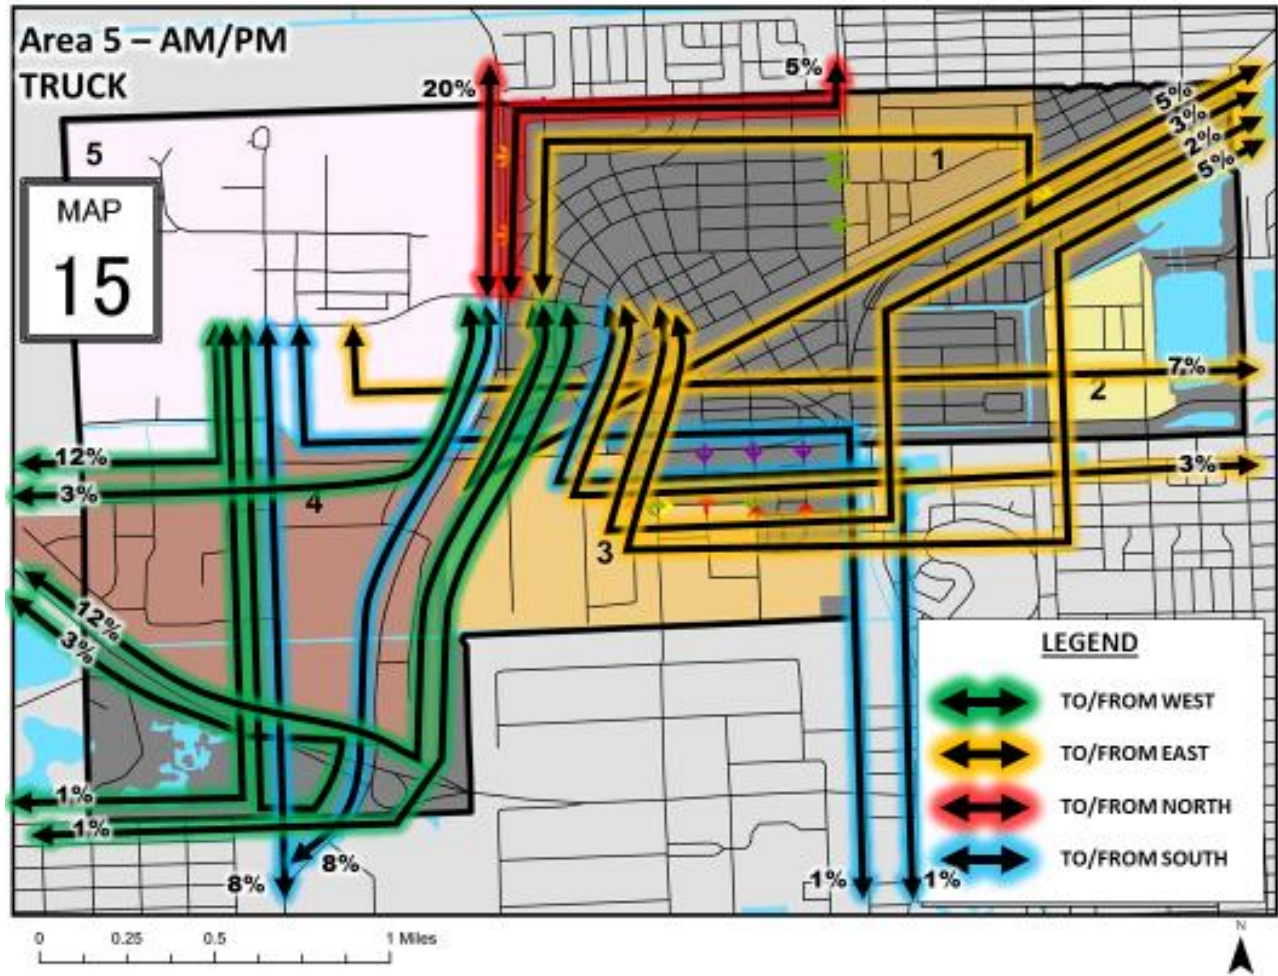 Area 5 – AM/PM
TRUCK
20%
5%
5
MAP
15
1
5%
3%
2%
5%
7%
2
12%
3%
4
3%
3
12%
3%
1%
1%
8%
8%
1%
1%
LEGEND
TO/FROM WEST
TO/FROM EAST
TO/FROM NORTH
TO/FROM SOUTH
0 0.25 0.5 1 Miles
N